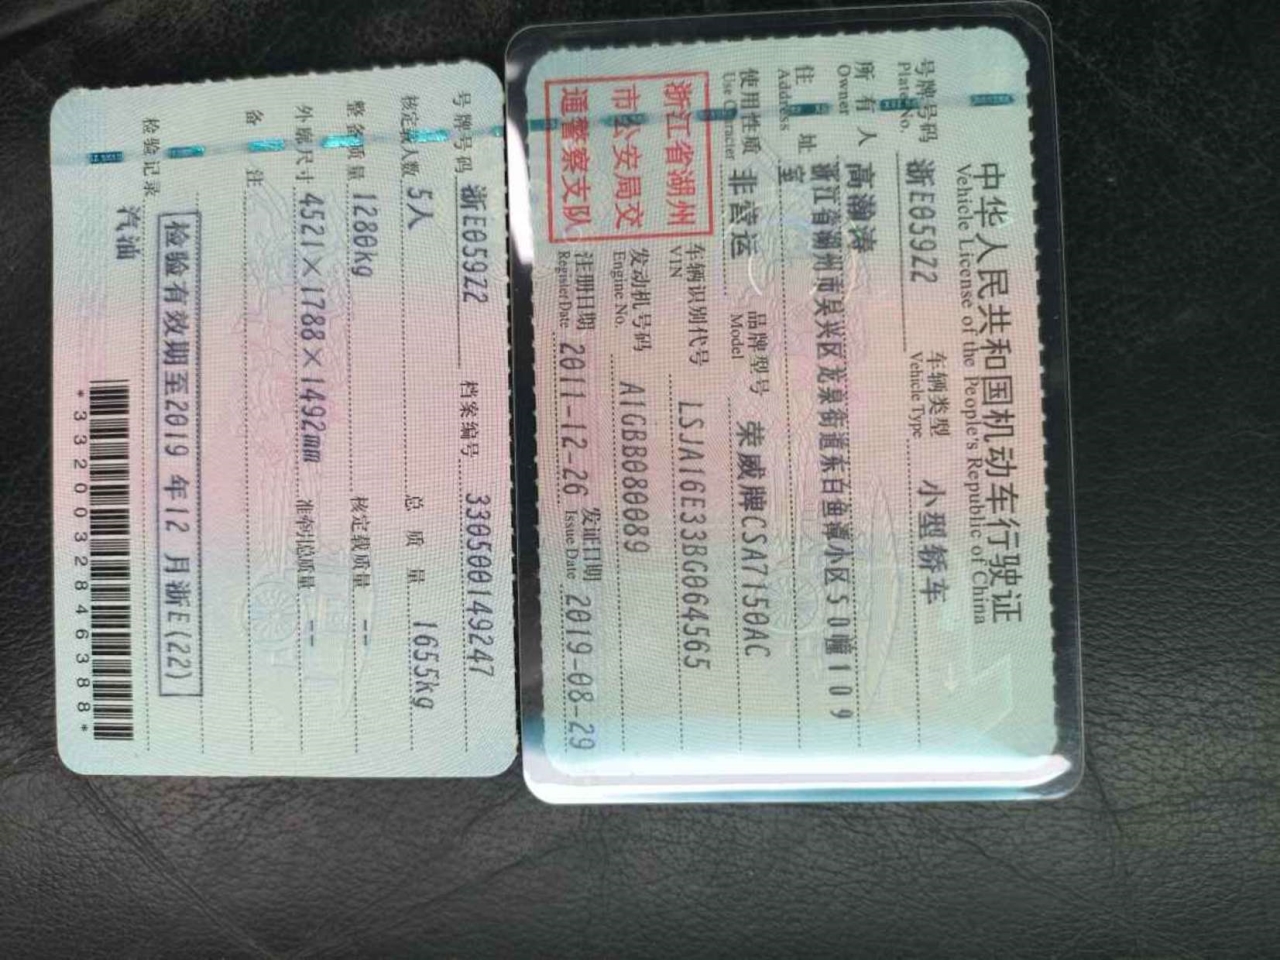 中华人民共和国机动车行驶证
Vehicle License of the People's Republic of China
号牌号码 浙E059Z2 车辆类型 小型轿车
Plate No. Vehicle Type
所有人 高瀚涛
Owner
住址 浙江省湖州市吴兴区龙泉街道东白鱼潭小区50幢109
Address 室
使用性质 非营运 品牌型号 荣威牌CSA7150AC
Use Character Model
浙江省湖州
市公安局交
通警察支队
车辆识别代号 LSJA16E33BG064565
VIN
发动机号码 A1GBB080089
Engine No.
注册日期 2011-12-26 发证日期 2019-08-29
Register Date Issue Date
号牌号码 浙E059Z2 档案编号 330500149247
核定载人数 5人 总质量 1655kg
整备质量 1280kg 核定载质量 --
外廓尺寸 4521×1788×1492mm 准牵引总质量 --
备注
检验有效期至2019年12月浙E(22)
检验记录
汽油
*3320032846388*